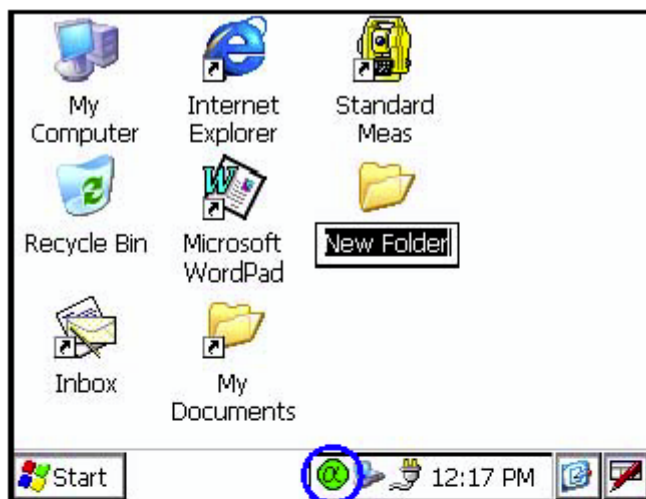 My
Computer
Internet
Explorer
Standard
Meas
Recycle Bin
Microsoft
WordPad
New Folder
Inbox
My
Documents
Start
α
12:17 PM